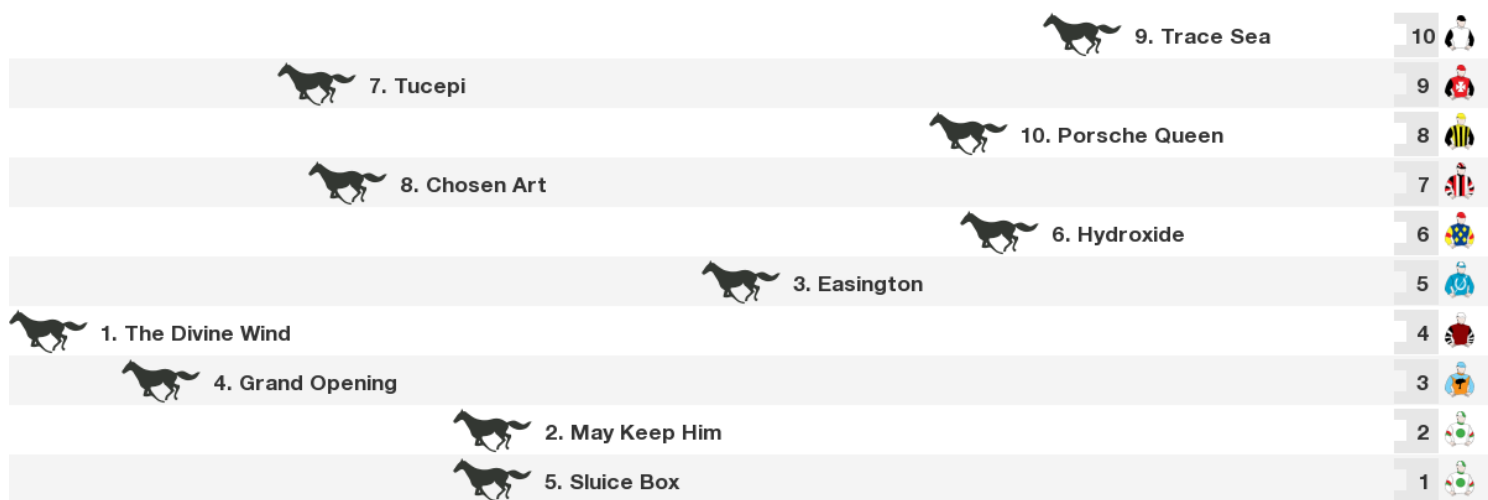 9. Trace Sea 10
7. Tucepi 9
10. Porsche Queen 8
8. Chosen Art 7
6. Hydroxide 6
3. Easington 5
1. The Divine Wind 4
4. Grand Opening 3
2. May Keep Him 2
5. Sluice Box 1